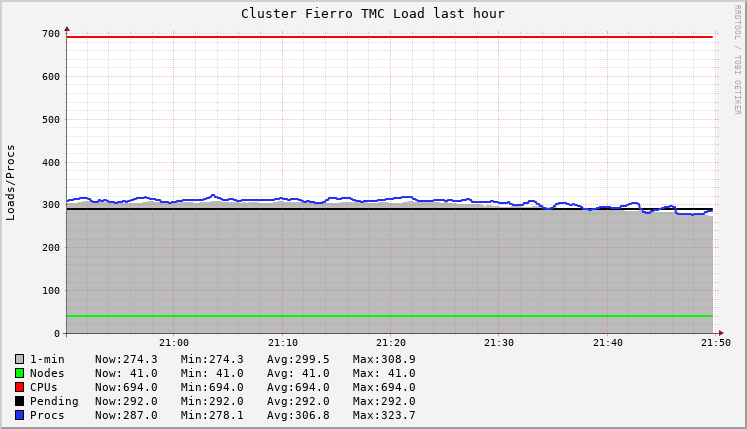 Cluster Fierro TMC Load last hour
RRDTOOL / TOBI OETIKER
Loads/Procs
700
600
500
400
300
200
100
0
21:00 21:10 21:20 21:30 21:40 21:50
1-min Now:274.3 Min:274.3 Avg:299.5 Max:308.9
Nodes Now: 41.0 Min: 41.0 Avg: 41.0 Max: 41.0
CPUs Now:694.0 Min:694.0 Avg:694.0 Max:694.0
Pending Now:292.0 Min:292.0 Avg:292.0 Max:292.0
Procs Now:287.0 Min:278.1 Avg:306.8 Max:323.7